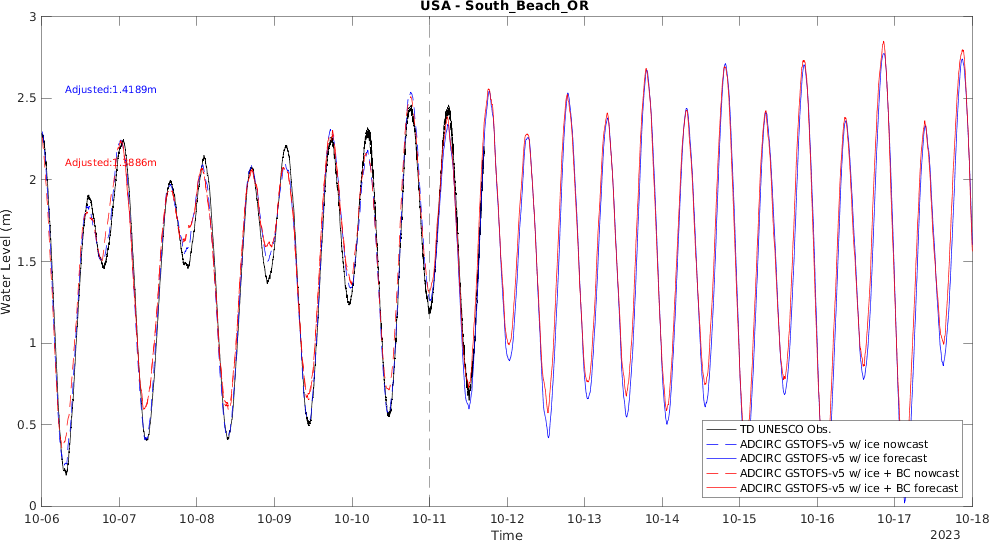 USA - South_Beach_OR
3
2.5
2
1.5
1
0.5
0
Water Level (m)
Adjusted:1.4189m
Adjusted:1.3886m
TD UNESCO Obs.
ADCIRC GSTOFS-v5 w/ ice nowcast
ADCIRC GSTOFS-v5 w/ ice forecast
ADCIRC GSTOFS-v5 w/ ice + BC nowcast
ADCIRC GSTOFS-v5 w/ ice + BC forecast
10-06 10-07 10-08 10-09 10-10 10-11 10-12 10-13 10-14 10-15 10-16 10-17 10-18
Time
2023